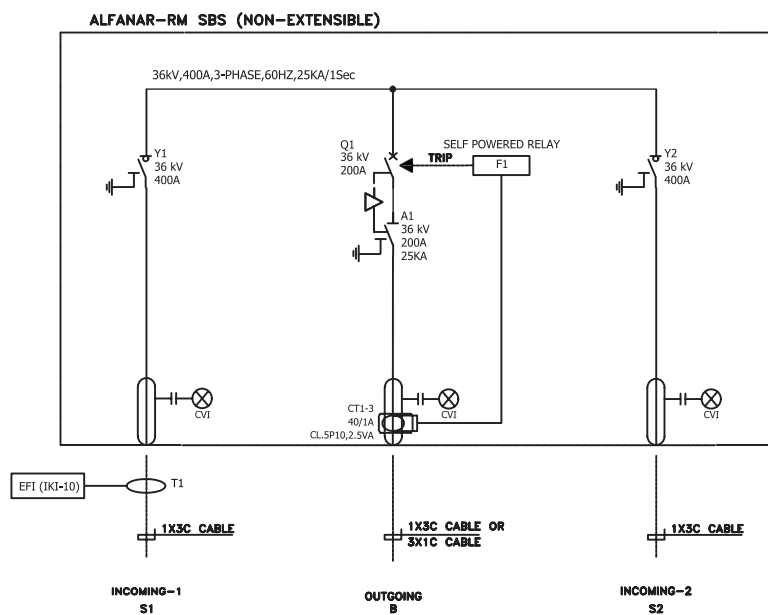 ALFANAR-RM SBS (NON-EXTENSIBLE)
36kV,400A,3-PHASE,60HZ,25KA/1Sec
Y1
36 kV
400A
Q1
36 kV
200A
TRIP
SELF POWERED RELAY
F1
Y2
36 kV
400A
A1
36 kV
200A
25KA
CVI
CT1-3
40/1A
CL.5P10,2.5VA
CVI
CVI
EFI (IKI-10)
T1
1X3C CABLE
1X3C CABLE OR
3X1C CABLE
1X3C CABLE
INCOMING-1
S1
OUTGOING
B
INCOMING-2
S2